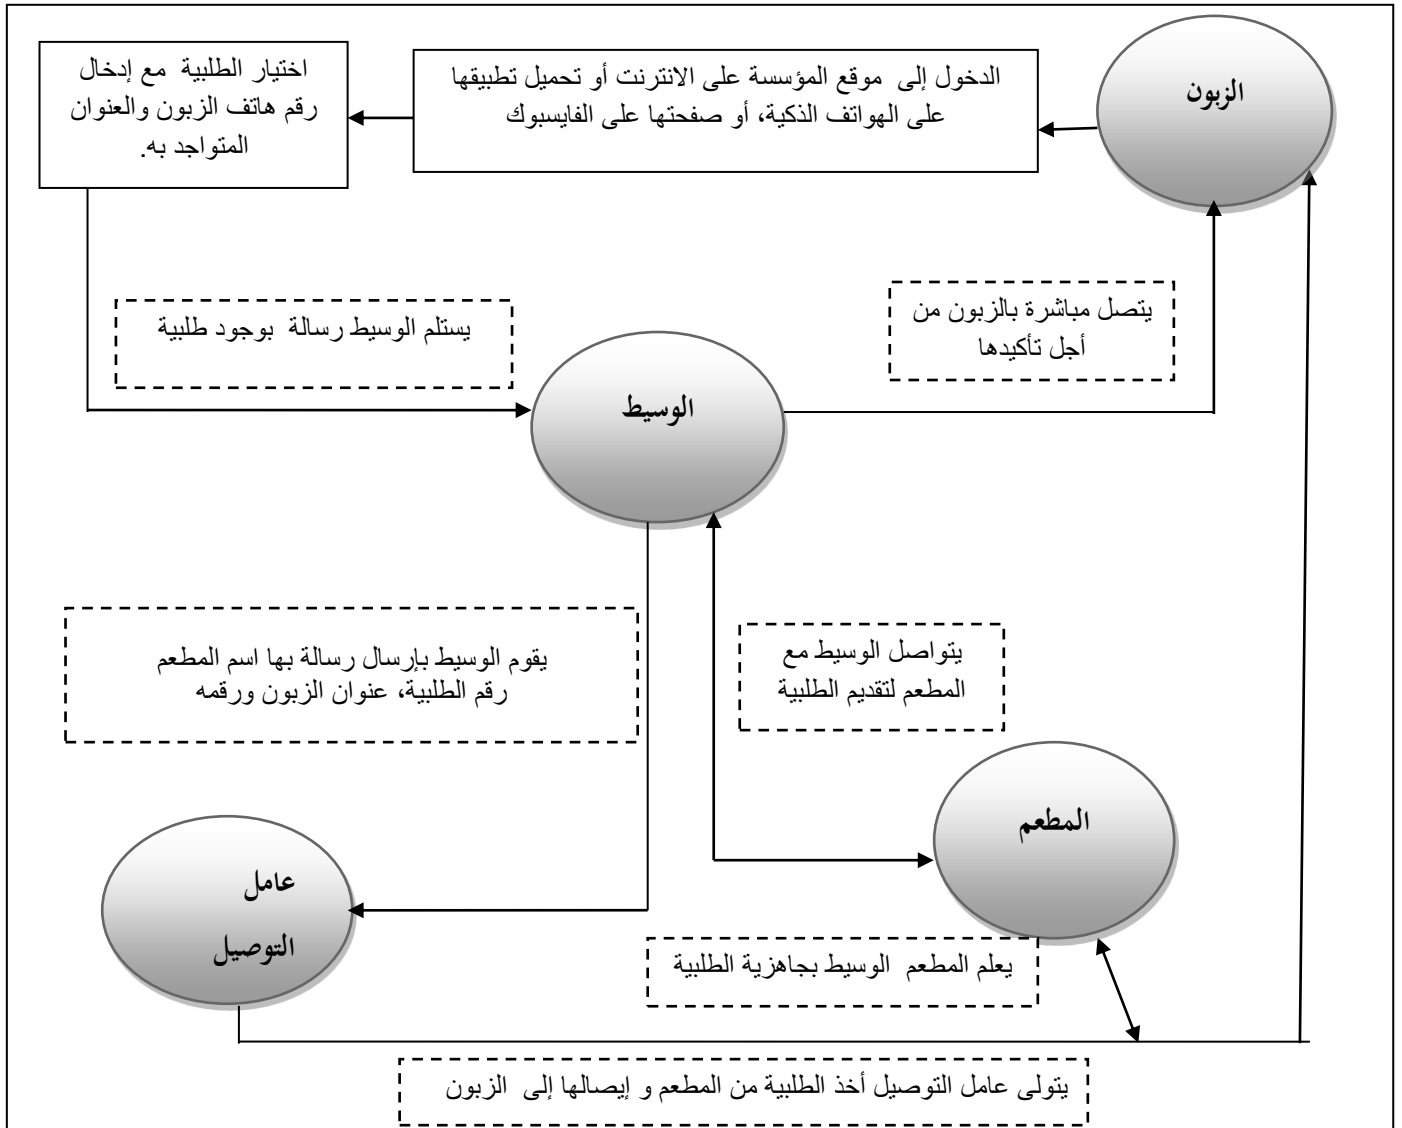 الزبون
الدخول إلى موقع المؤسسة على الانترنت أو تحميل تطبيقها
على الهواتف الذكية، أو صفحتها على الفايسبوك
اختيار الطلبية مع إدخال
رقم هاتف الزبون والعنوان
المتواجد به.
يتصل مباشرة بالزبون من
أجل تأكيدها
يستلم الوسيط رسالة بوجود طلبية
الوسيط
يتواصل الوسيط مع
المطعم لتقديم الطلبية
يقوم الوسيط بإرسال رسالة بها اسم المطعم
رقم الطلبية، عنوان الزبون ورقمه
المطعم
عامل
التوصيل
يعلم المطعم الوسيط بجاهزية الطلبية
يتولى عامل التوصيل أخذ الطلبية من المطعم و إيصالها إلى الزبون